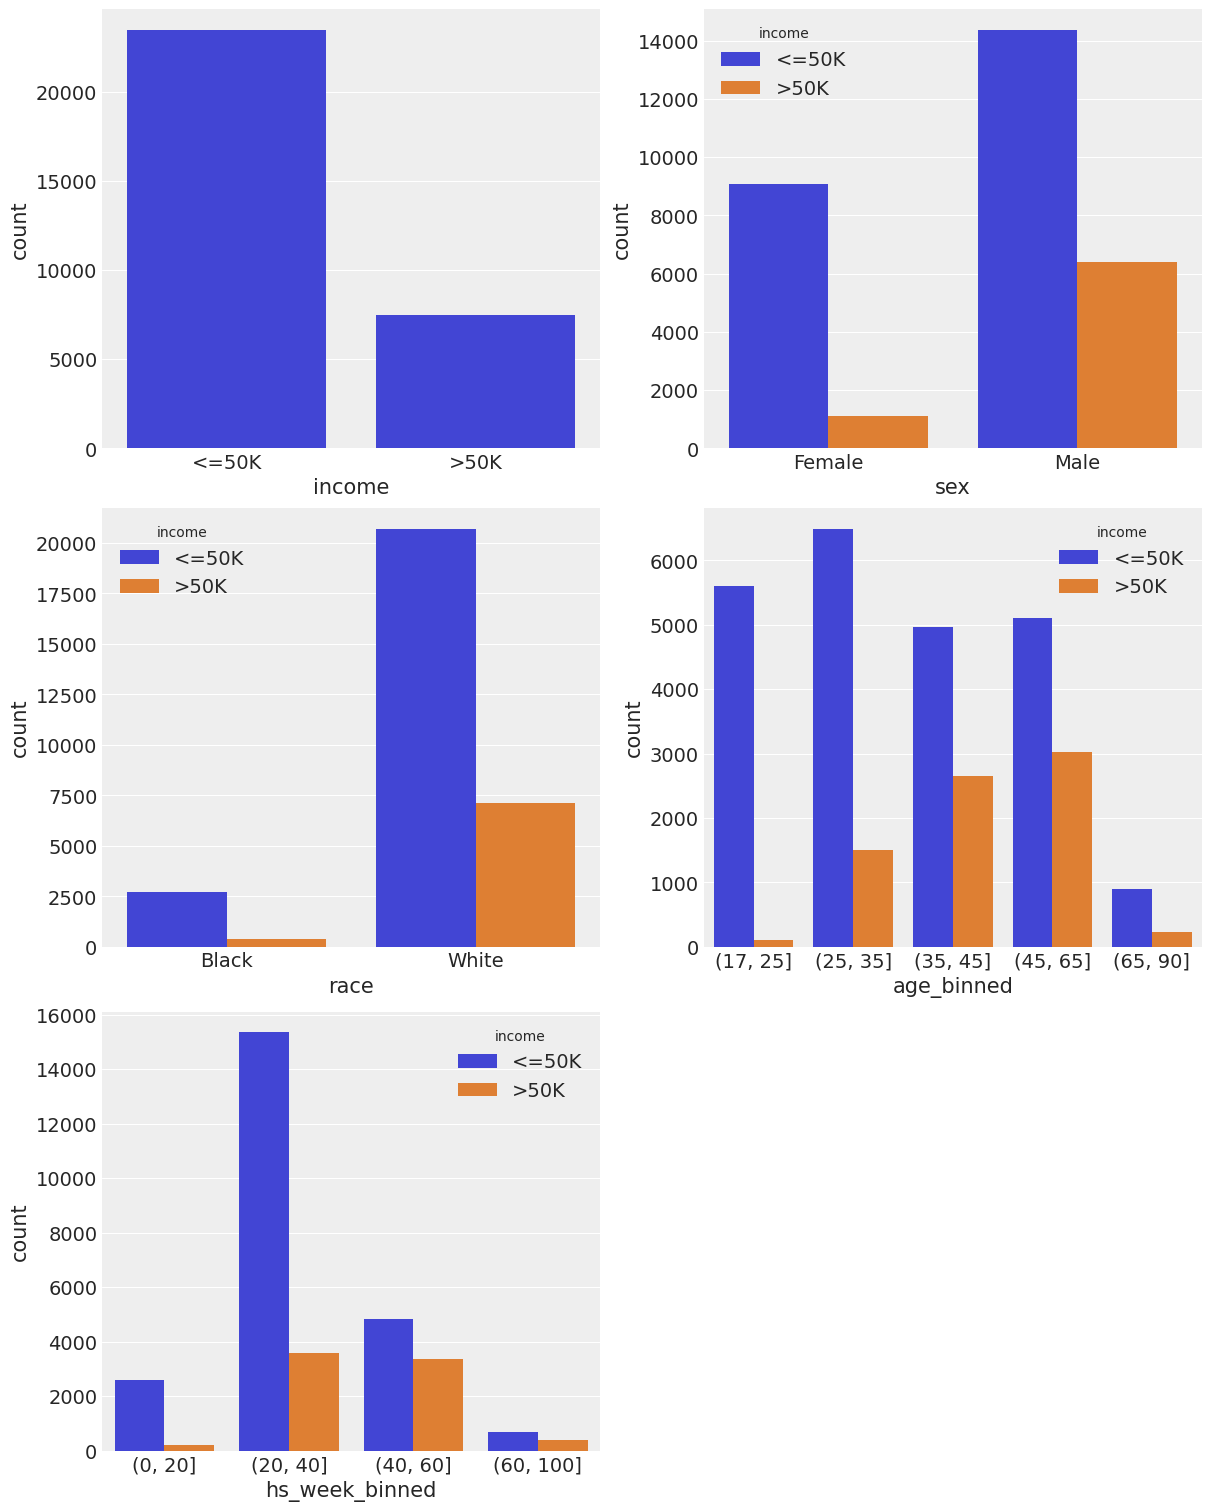 20000
15000
10000
5000
0
count
<=50K >50K
income
income
<=50K
>50K
14000
12000
10000
8000
6000
4000
2000
0
count
Female Male
sex
income
<=50K
>50K
20000
17500
15000
12500
10000
7500
5000
2500
0
count
Black White
race
income
<=50K
>50K
6000
5000
4000
3000
2000
1000
0
count
(17, 25] (25, 35] (35, 45] (45, 65] (65, 90]
age_binned
income
<=50K
>50K
16000
14000
12000
10000
8000
6000
4000
2000
0
count
(0, 20] (20, 40] (40, 60] (60, 100]
hs_week_binned